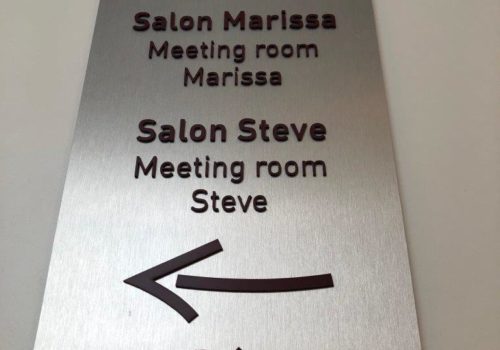 Salon Marissa
Meeting room
Marissa
Salon Steve
Meeting room
Steve